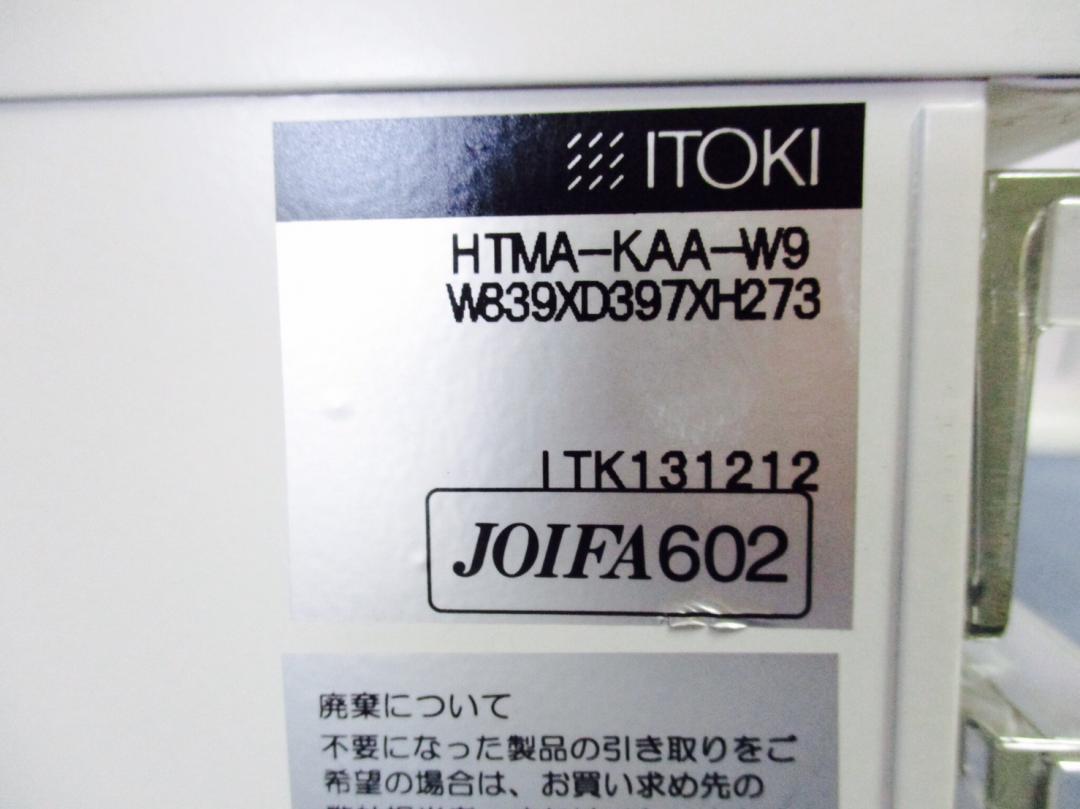 ITOKI
HTMA-KAA-W9
W839XD397XH273
ITK131212
JOIFA602
廃棄について
不要になった製品の引き取りをご
希望の場合は、お買い求め先の